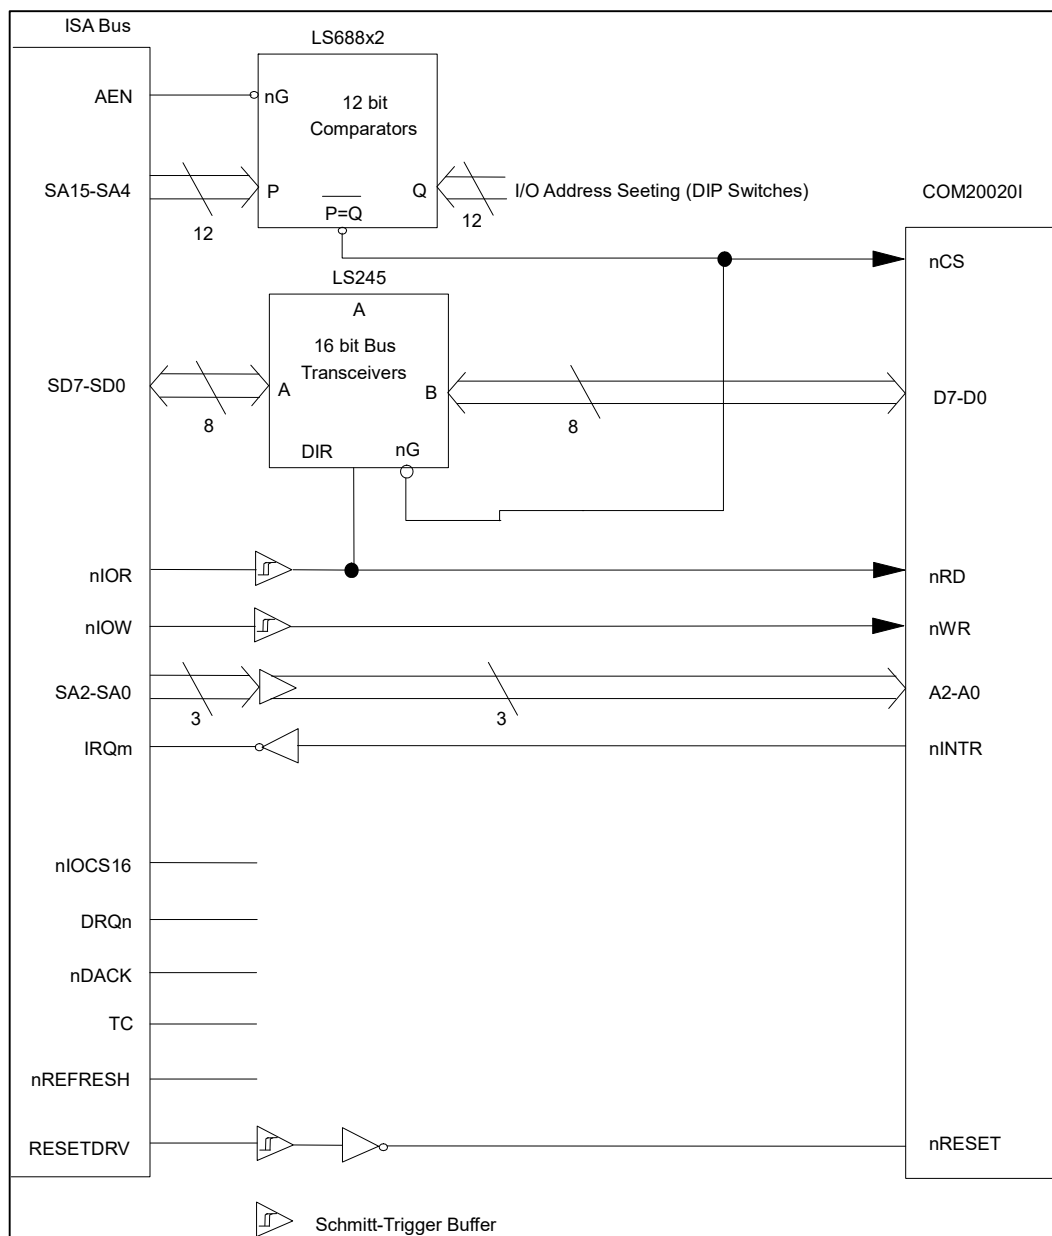 ISA Bus
LS688x2
AEN
nG
12 bit
Comparators
SA15-SA4
P
Q
I/O Address Seeting (DIP Switches)
COM20020I
12
P=Q
12
nCS
LS245
A
16 bit Bus
Transceivers
SD7-SD0
A
B
D7-D0
8
8
DIR
nG
nIOR
nRD
nIOW
nWR
SA2-SA0
A2-A0
3
3
IRQm
nINTR
nIOCS16
DRQn
nDACK
TC
nREFRESH
RESETDRV
nRESET
Schmitt-Trigger Buffer